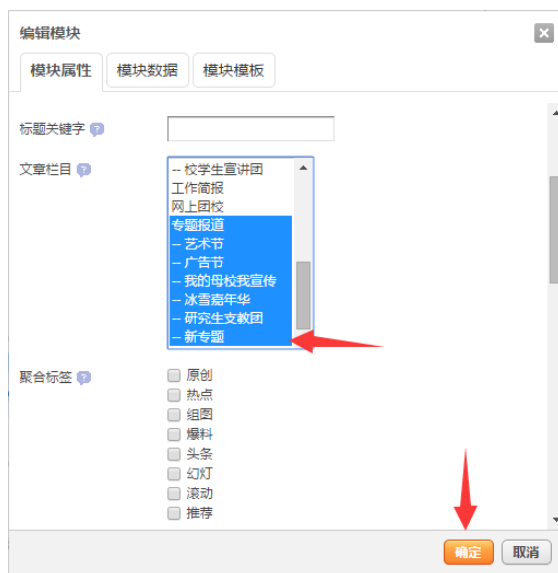 编辑模块
模块属性 模块数据 模块模板
标题关键字
文章栏目
-- 校学生宣讲团
工作简报
网上团校
专题报道
-- 艺术节
-- 广告节
-- 我的母校我宣传
-- 冰雪嘉年华
-- 研究生支教团
-- 新专题
聚合标签
原创
热点
组图
爆料
头条
幻灯
滚动
推荐
确定 取消